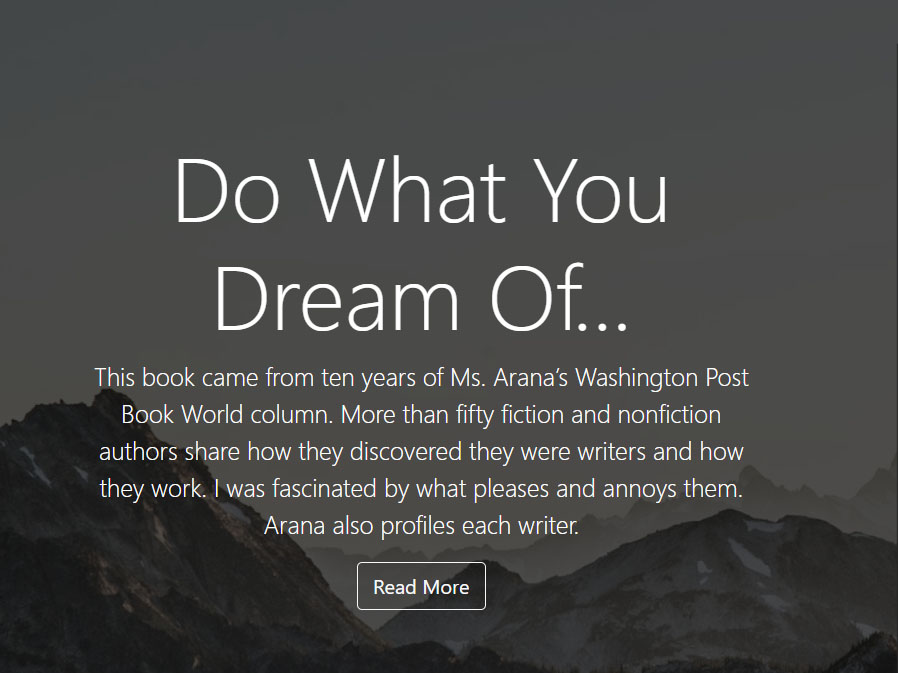 Do What You
Dream Of...
This book came from ten years of Ms. Arana’s Washington Post
Book World column. More than fifty fiction and nonfiction
authors share how they discovered they were writers and how
they work. I was fascinated by what pleases and annoys them.
Arana also profiles each writer.
Read More